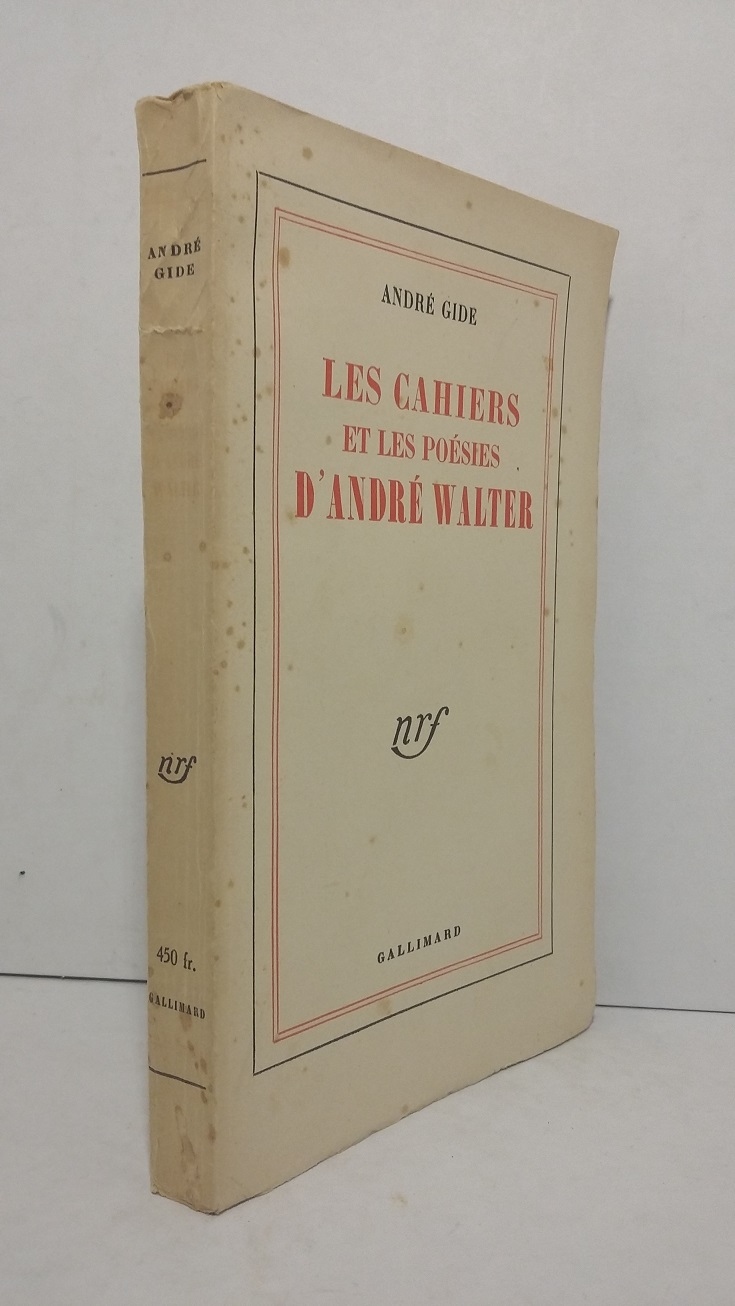 ANDRÉ
GIDE
nrf
450 fr.
GALLIMARD
ANDRÉ GIDE
LES CAHIERS
ET LES POÉSIES
D'ANDRÉ WALTER
nrf
GALLIMARD